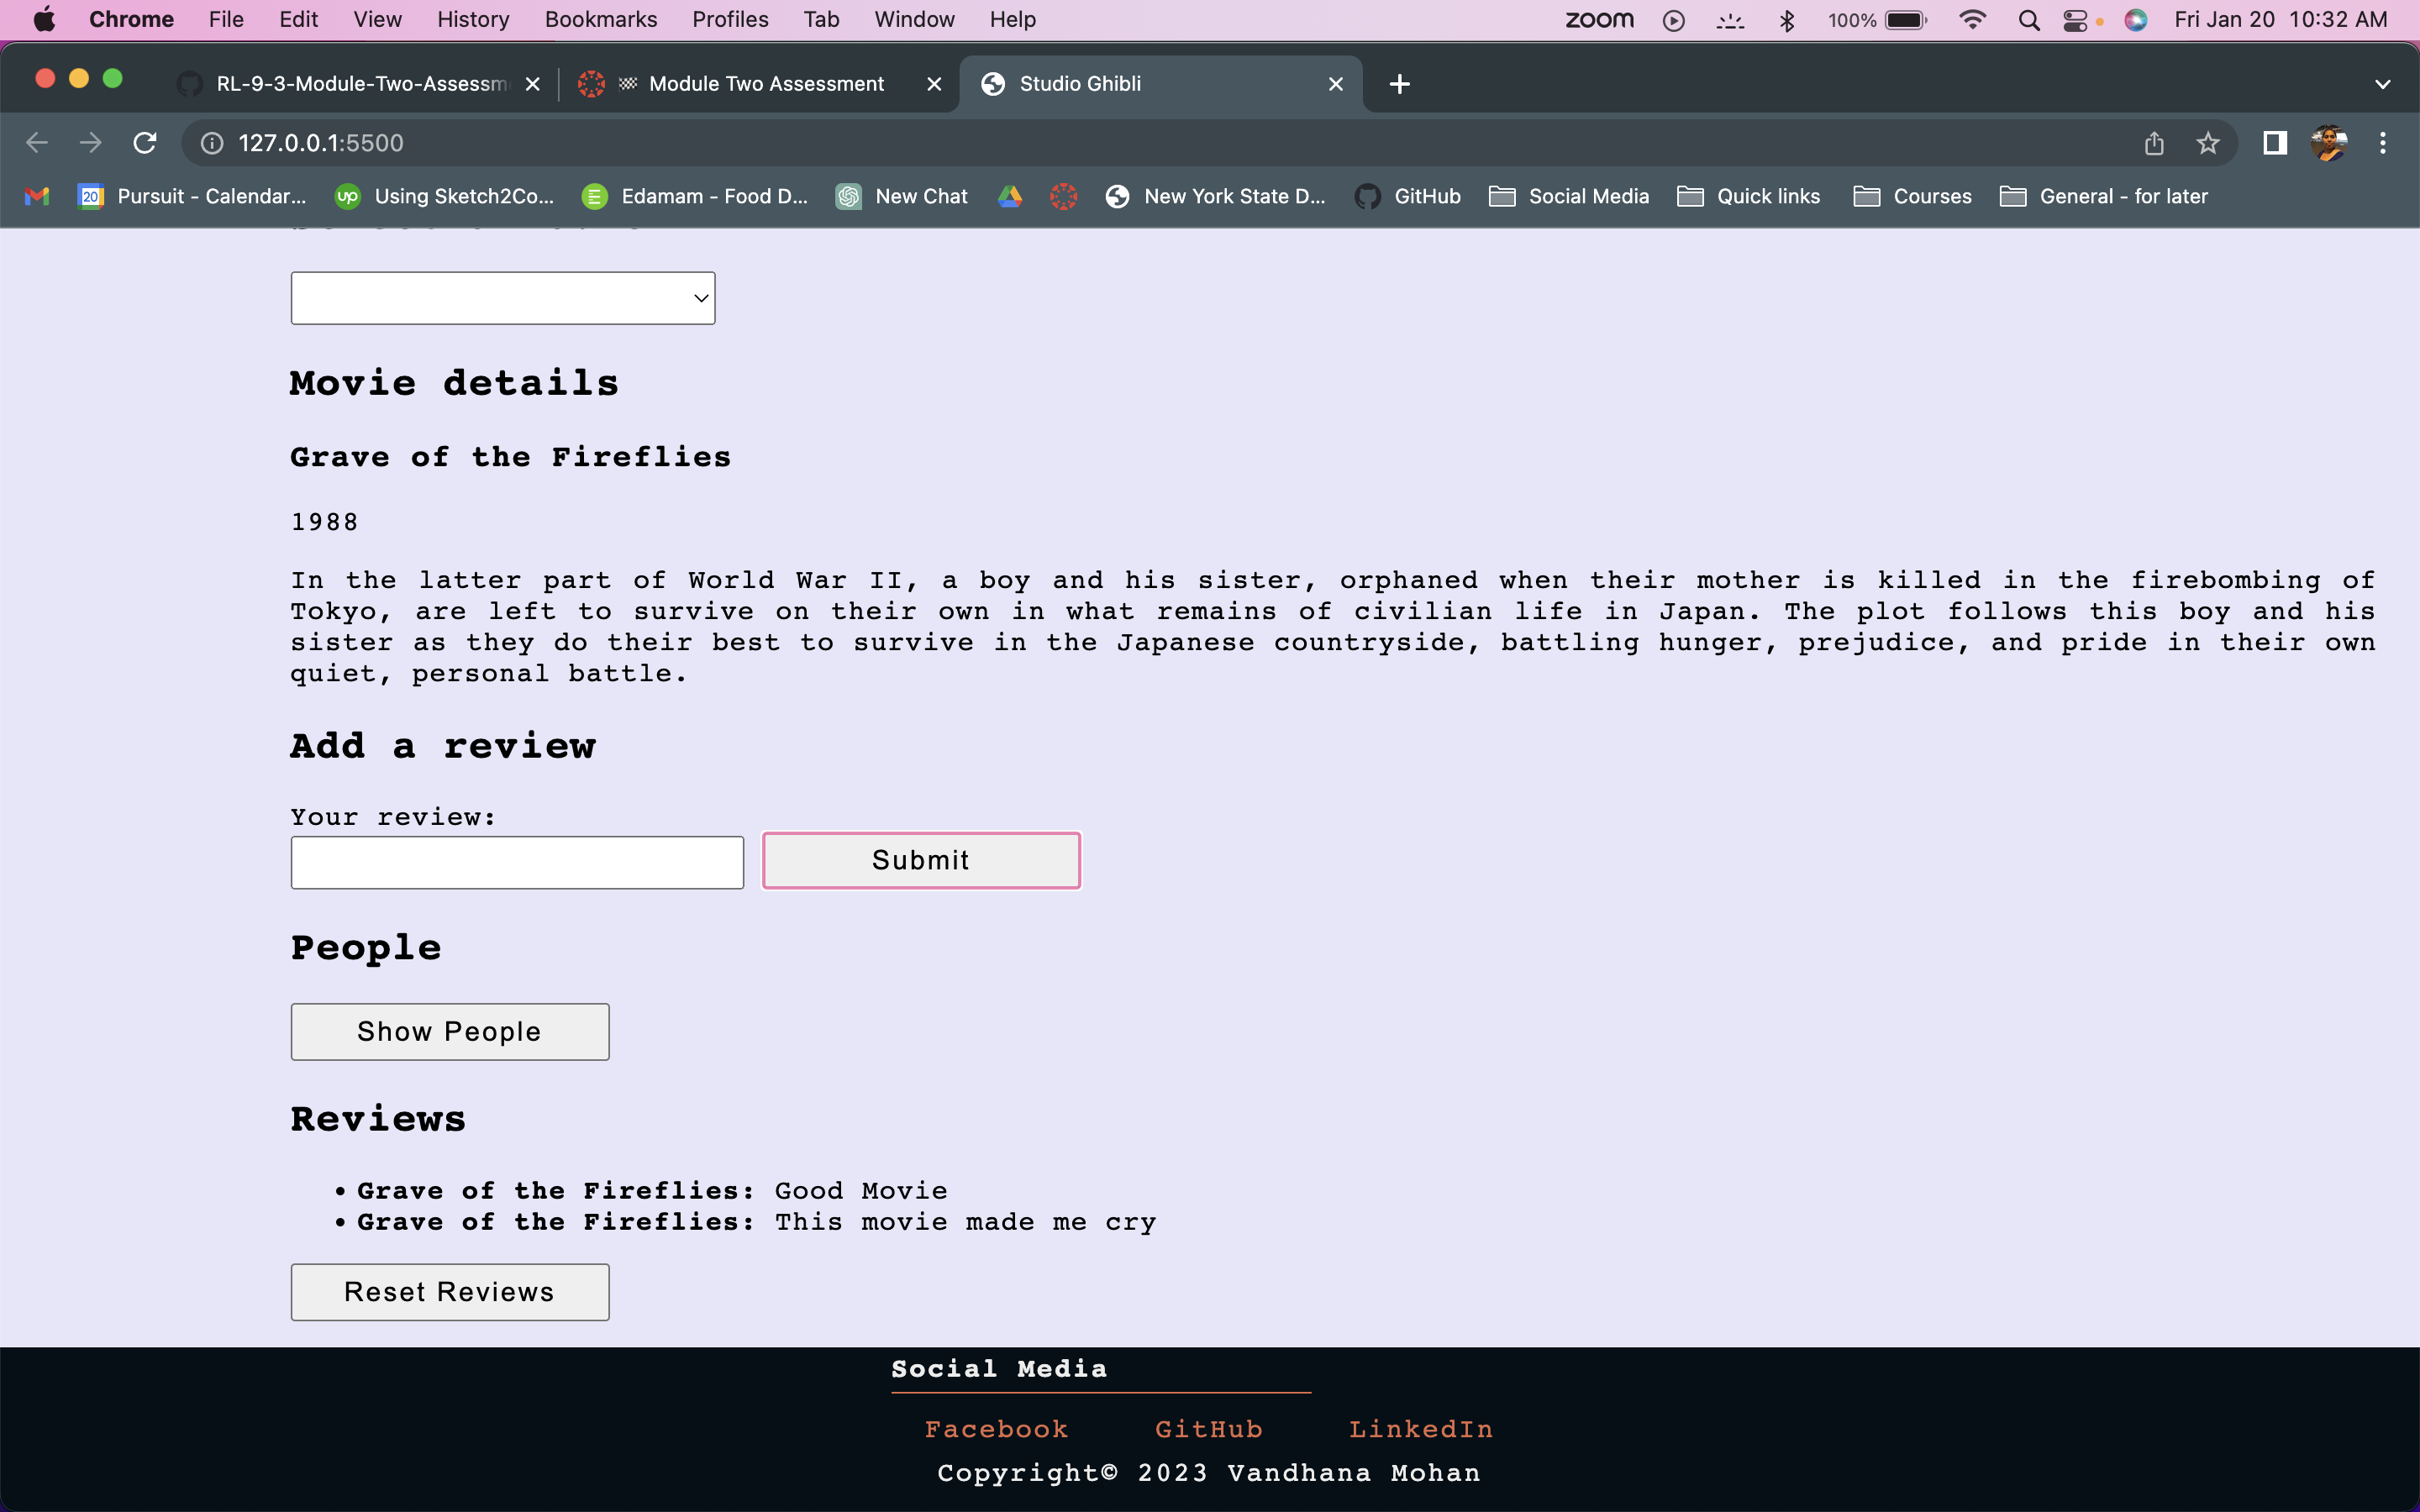 Chrome File Edit View History Bookmarks Profiles Tab Window Help zoom 100% Fri Jan 20 10:32 AM
RL-9-3-Module-Two-Assessm Module Two Assessment Studio Ghibli
127.0.0.1:5500
20 Pursuit - Calendar... up Using Sketch2Co... E Edamam - Food D... New Chat New York State D... GitHub Social Media Quick links Courses General - for later
Movie details
Grave of the Fireflies
1988
In the latter part of World War II, a boy and his sister, orphaned when their mother is killed in the firebombing of
Tokyo, are left to survive on their own in what remains of civilian life in Japan. The plot follows this boy and his
sister as they do their best to survive in the Japanese countryside, battling hunger, prejudice, and pride in their own
quiet, personal battle.
Add a review
Your review:
Submit
People
Show People
Reviews
• Grave of the Fireflies: Good Movie
• Grave of the Fireflies: This movie made me cry
Reset Reviews
Social Media
Facebook GitHub LinkedIn
Copyright© 2023 Vandhana Mohan